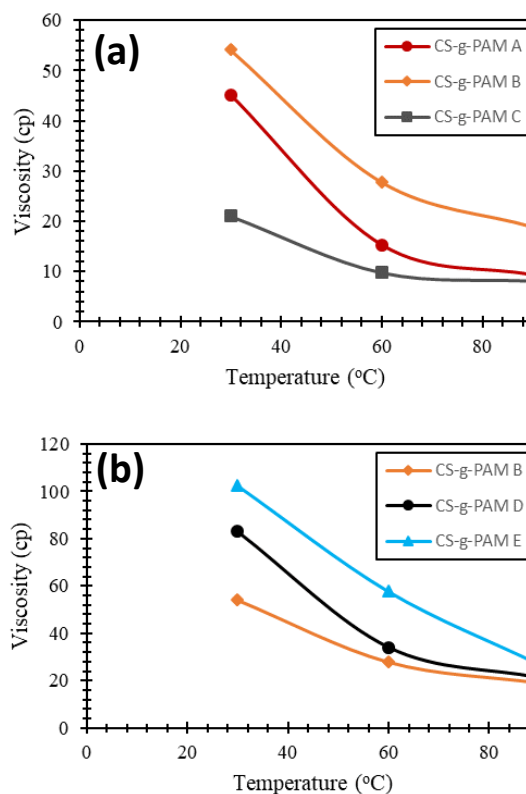 (a)
CS-g-PAM A
CS-g-PAM B
CS-g-PAM C
Viscosity (cp)
60
50
40
30
20
10
0
0 20 40 60 80
Temperature (oC)
(b)
CS-g-PAM B
CS-g-PAM D
CS-g-PAM E
Viscosity (cp)
120
100
80
60
40
20
0
0 20 40 60 80
Temperature (oC)